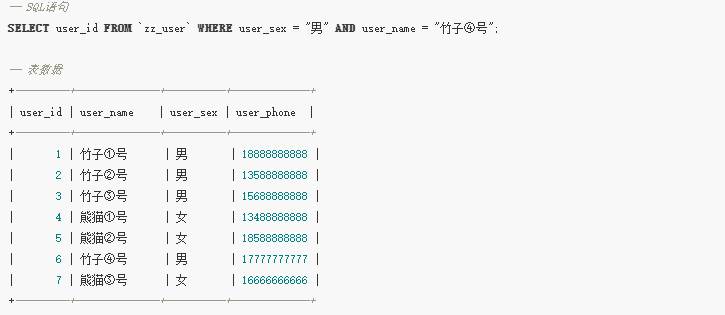 -- SQL语句
SELECT user_id FROM `zz_user` WHERE user_sex = "男" AND user_name = "竹子④号";
-- 表数据
+---------+--------------+----------+-------------+
| user_id | user_name | user_sex | user_phone |
+---------+--------------+----------+-------------+
| 1 | 竹子①号 | 男 | 18888888888 |
| 2 | 竹子②号 | 男 | 13588888888 |
| 3 | 竹子③号 | 男 | 15688888888 |
| 4 | 熊猫①号 | 女 | 13488888888 |
| 5 | 熊猫②号 | 女 | 18588888888 |
| 6 | 竹子④号 | 男 | 17777777777 |
| 7 | 熊猫③号 | 女 | 16666666666 |
+---------+--------------+----------+-------------+